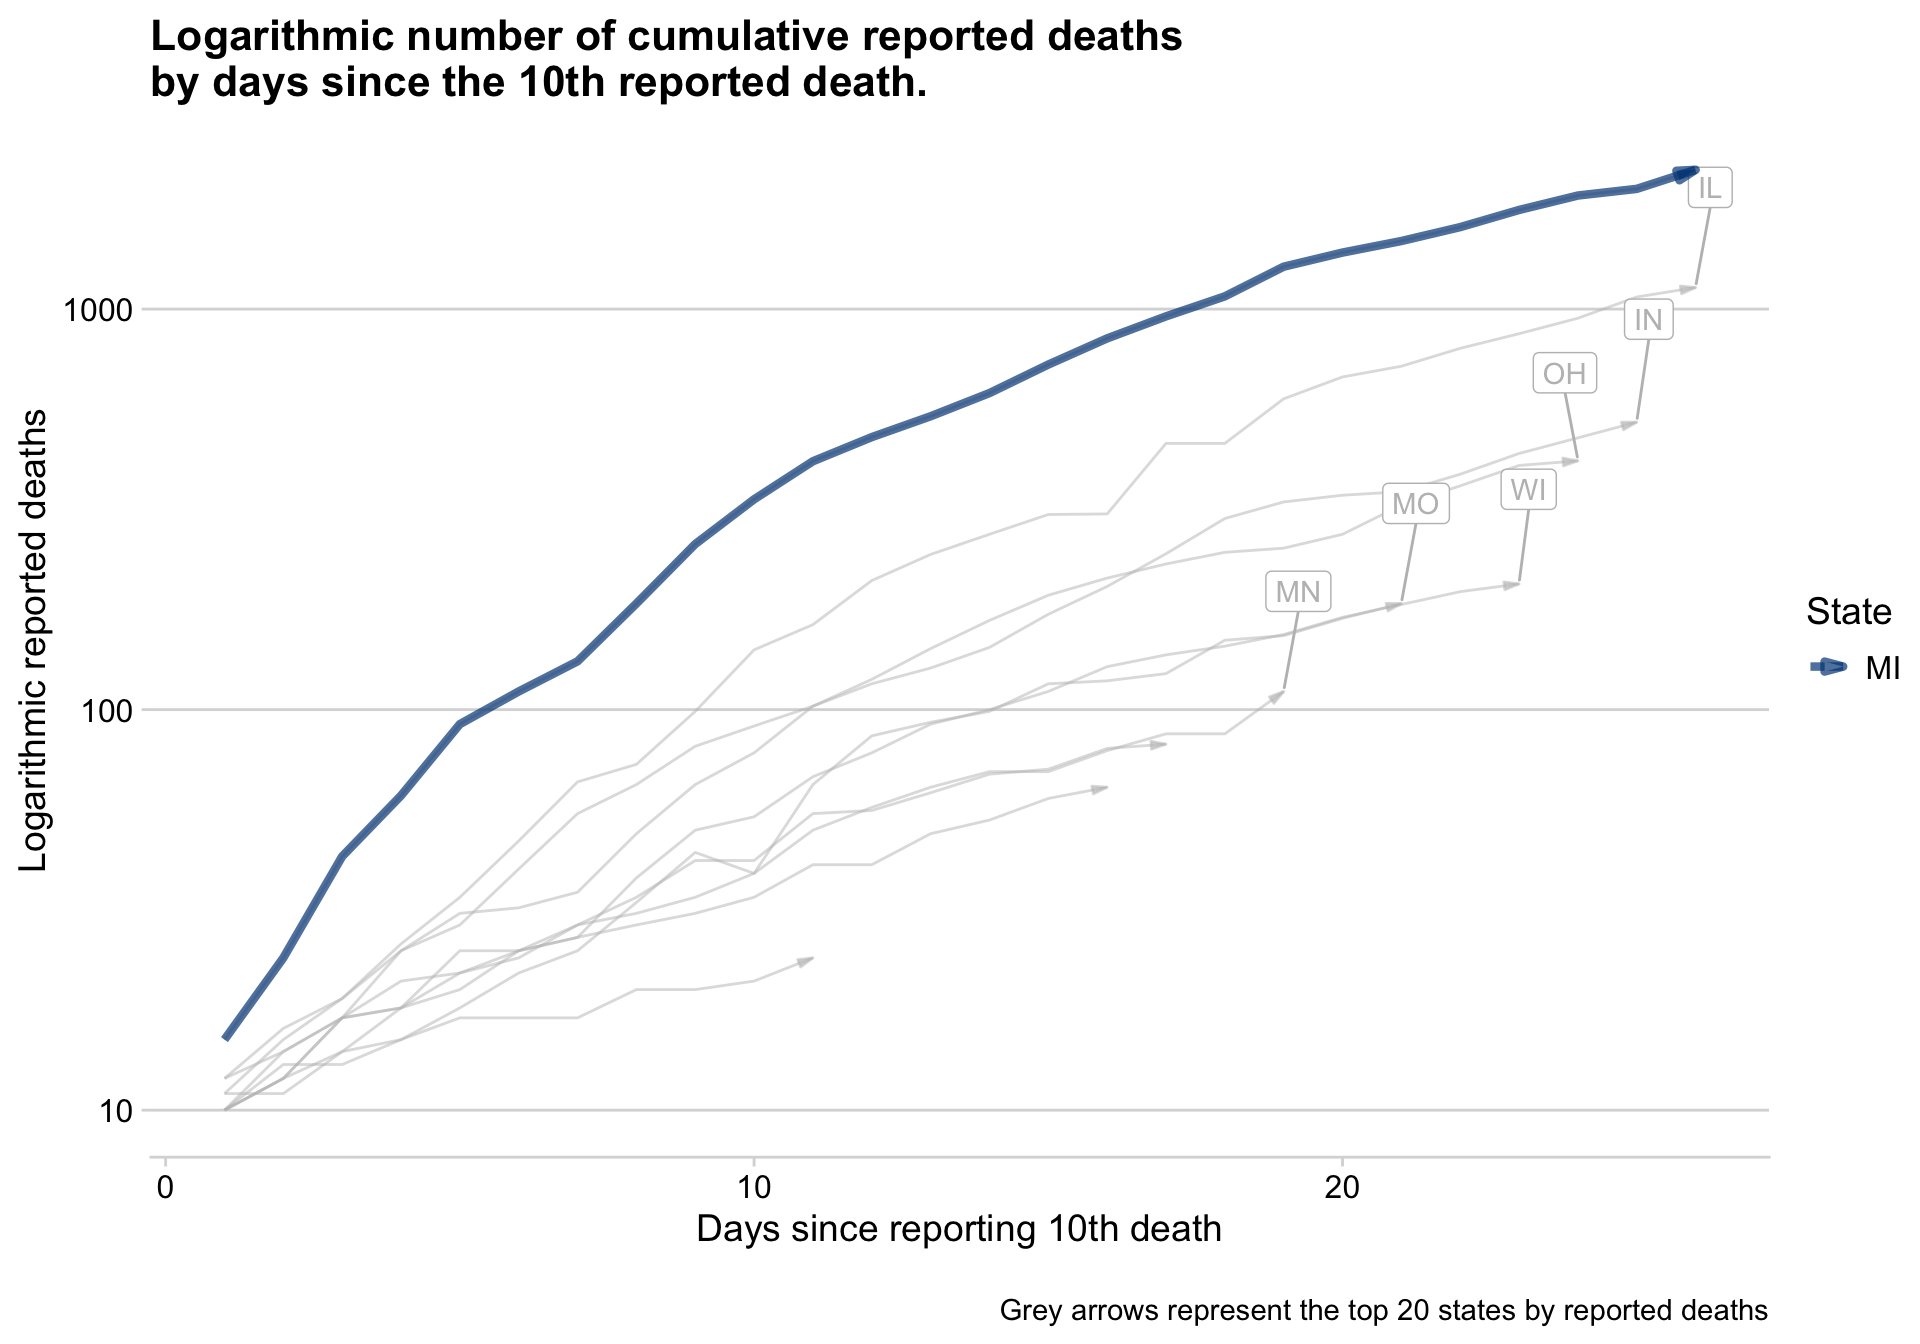 Logarithmic number of cumulative reported deaths
by days since the 10th reported death.
Logarithmic reported deaths
1000
100
10
IL
IN
OH
WI
MO
MN
State
MI
0
10
20
Days since reporting 10th death
Grey arrows represent the top 20 states by reported deaths